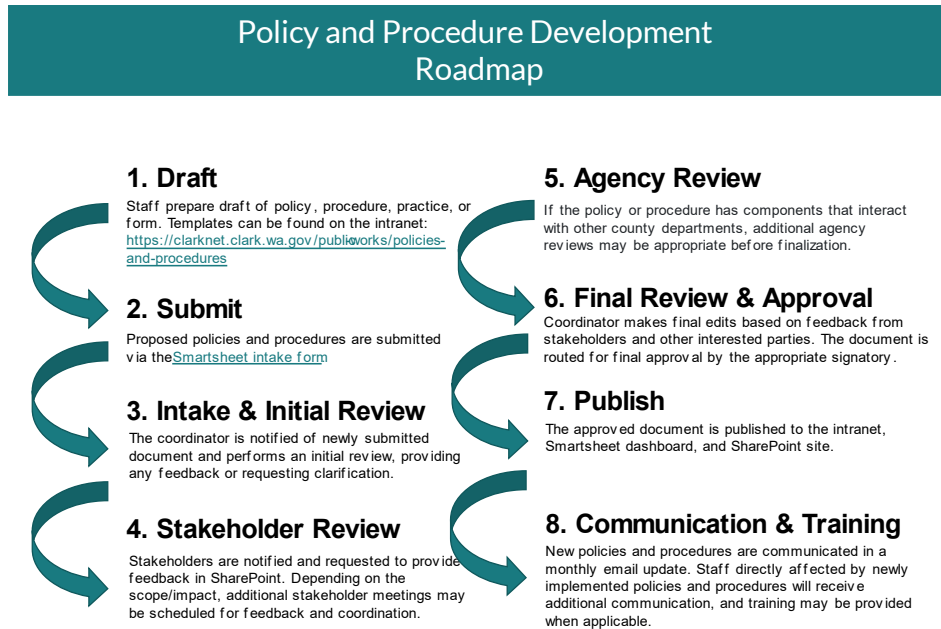 Policy and Procedure Development
Roadmap
1. Draft
Staff prepare draft of policy, procedure, practice, or
form. Templates can be found on the intranet:
https://clarknet.clark.wa.gov/public-works/policies-
and-procedures
2. Submit
Proposed policies and procedures are submitted
via the Smartsheet intake form
3. Intake & Initial Review
The coordinator is notified of newly submitted
document and performs an initial review, providing
any feedback or requesting clarification.
4. Stakeholder Review
Stakeholders are notified and requested to provide
feedback in SharePoint. Depending on the
scope/impact, additional stakeholder meetings may
be scheduled for feedback and coordination.
5. Agency Review
If the policy or procedure has components that interact
with other county departments, additional agency
reviews may be appropriate before finalization.
6. Final Review & Approval
Coordinator makes final edits based on feedback from
stakeholders and other interested parties. The document is
routed for final approval by the appropriate signatory.
7. Publish
The approved document is published to the intranet,
Smartsheet dashboard, and SharePoint site.
8. Communication & Training
New policies and procedures are communicated in a
monthly email update. Staff directly affected by newly
implemented policies and procedures will receive
additional communication, and training may be provided
when applicable.